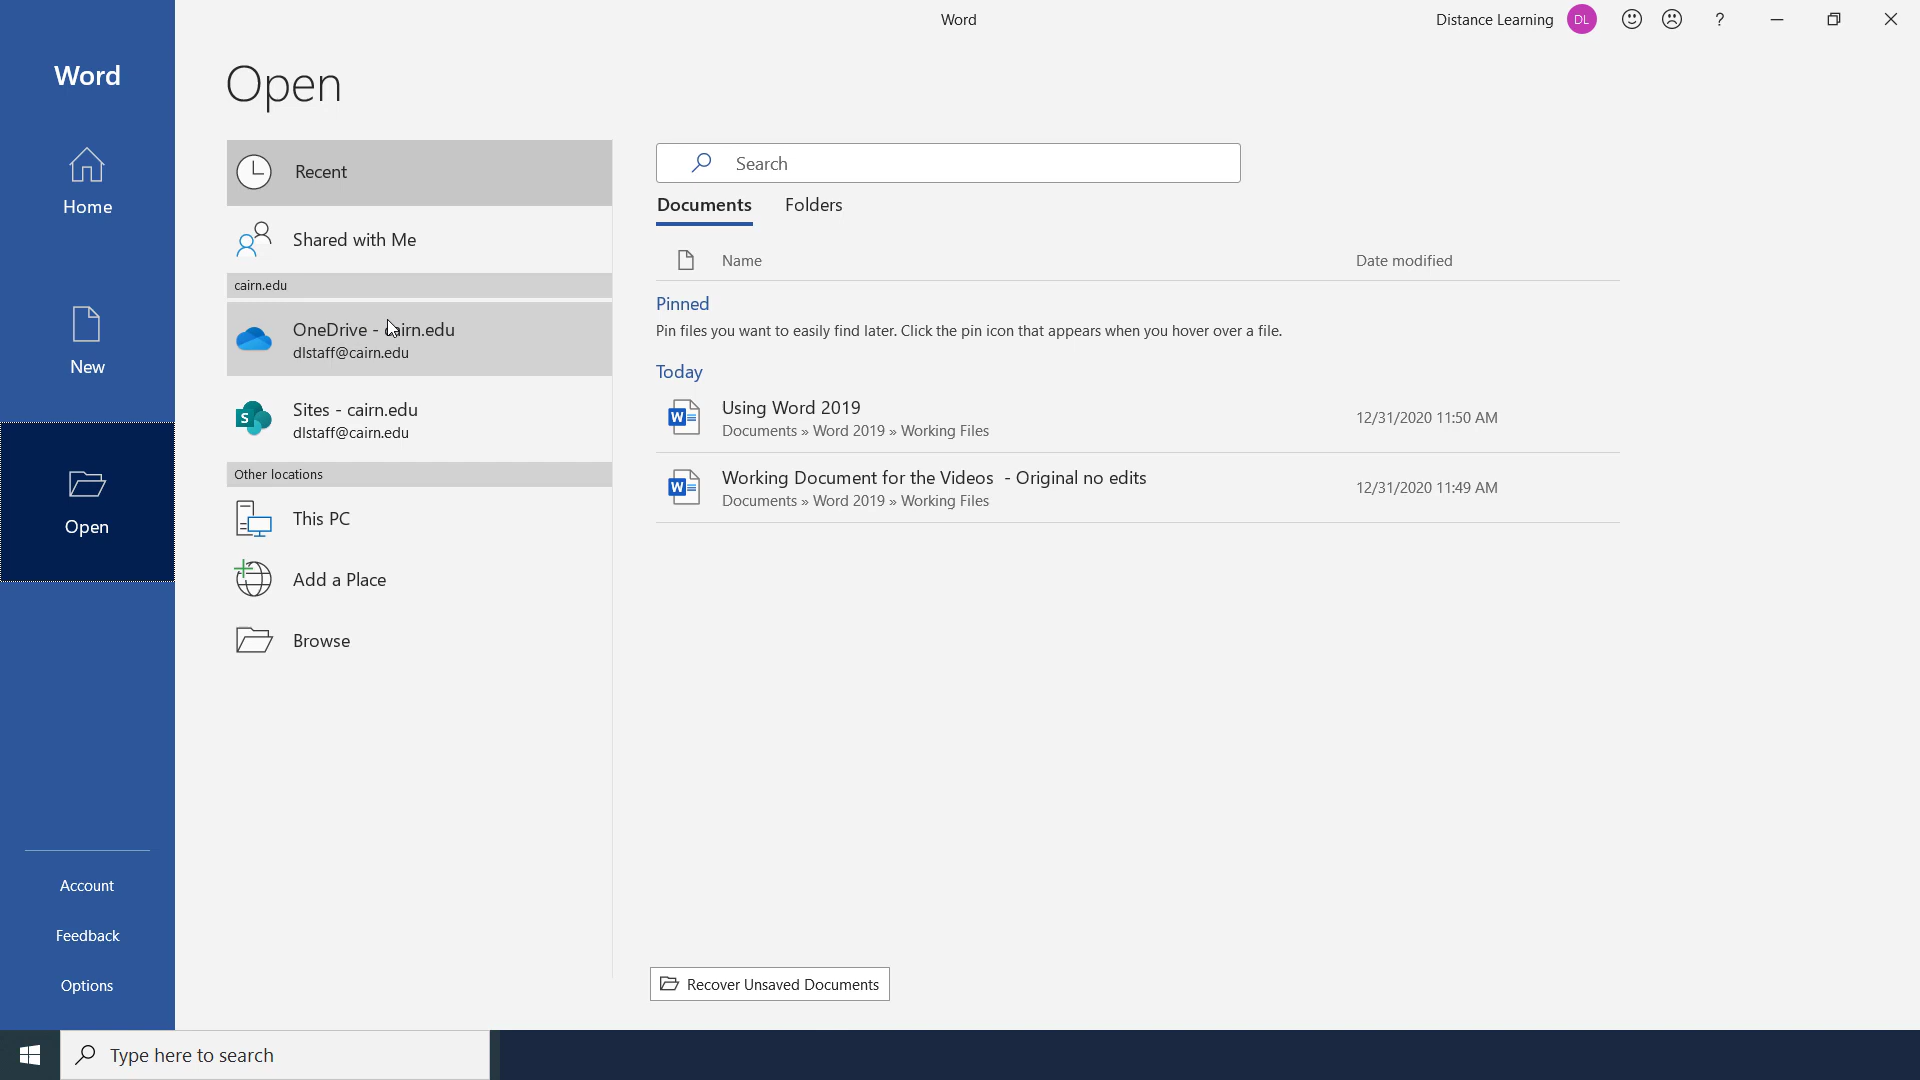 Word
Distance Learning DL ?
Word
Home
New
Open
Account
Feedback
Options
Open
Recent
Shared with Me
cairn.edu
OneDrive - cairn.edu
dlstaff@cairn.edu
S
Sites - cairn.edu
dlstaff@cairn.edu
Other locations
This PC
Add a Place
Browse
Search
Documents Folders
Name Date modified
Pinned
Pin files you want to easily find later. Click the pin icon that appears when you hover over a file.
Today
W Using Word 2019 12/31/2020 11:50 AM
Documents » Word 2019 » Working Files
W Working Document for the Videos - Original no edits 12/31/2020 11:49 AM
Documents » Word 2019 » Working Files
Recover Unsaved Documents
Type here to search